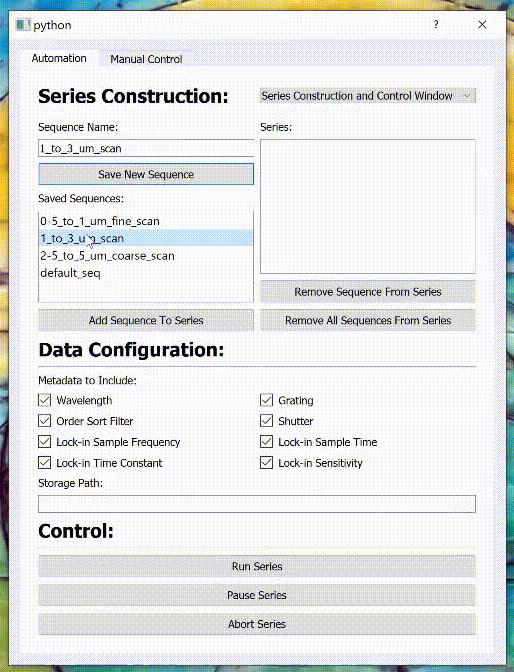 python
?
Automation Manual Control
Series Construction:
Series Construction and Control Window
Sequence Name:
Series:
1_to_3_um_scan
Save New Sequence
Saved Sequences:
0-5_to_1_um_fine_scan
1_to_3_um_scan
2-5_to_5_um_coarse_scan
default_seq
Remove Sequence From Series
Add Sequence To Series
Remove All Sequences From Series
Data Configuration:
Metadata to Include:
Wavelength
Grating
Order Sort Filter
Shutter
Lock-in Sample Frequency
Lock-in Sample Time
Lock-in Time Constant
Lock-in Sensitivity
Storage Path:
Control:
Run Series
Pause Series
Abort Series